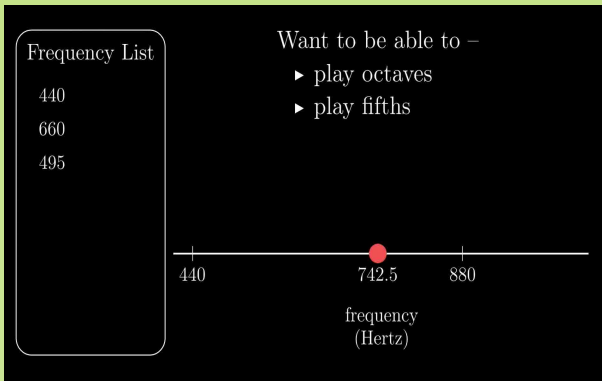 Frequency List
440
660
495
Want to be able to –
▸ play octaves
▸ play fifths
440 742.5 880
frequency
(Hertz)